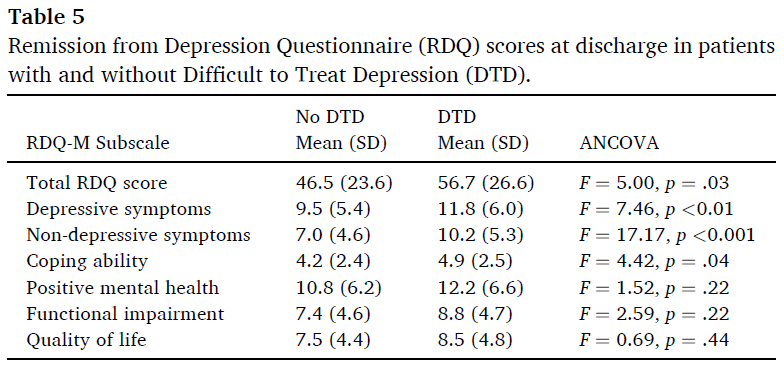 Table 5
Remission from Depression Questionnaire (RDQ) scores at discharge in patients
with and without Difficult to Treat Depression (DTD).
No DTD DTD
RDQ-M Subscale Mean (SD) Mean (SD) ANCOVA
Total RDQ score 46.5 (23.6) 56.7 (26.6) F = 5.00, p = .03
Depressive symptoms 9.5 (5.4) 11.8 (6.0) F = 7.46, p <0.01
Non-depressive symptoms 7.0 (4.6) 10.2 (5.3) F = 17.17, p <0.001
Coping ability 4.2 (2.4) 4.9 (2.5) F = 4.42, p = .04
Positive mental health 10.8 (6.2) 12.2 (6.6) F = 1.52, p = .22
Functional impairment 7.4 (4.6) 8.8 (4.7) F = 2.59, p = .22
Quality of life 7.5 (4.4) 8.5 (4.8) F = 0.69, p = .44